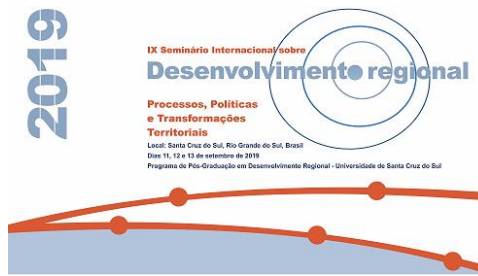 2019
IX Seminário Internacional sobre
Desenvolvimento regional
Processos, Políticas
e Transformações
Territoriais
Local: Santa Cruz do Sul, Rio Grande do Sul, Brasil
Dias 11, 12 e 13 de setembro de 2019
Programa de Pós-Graduação em Desenvolvimento Regional - Universidade de Santa Cruz do Sul